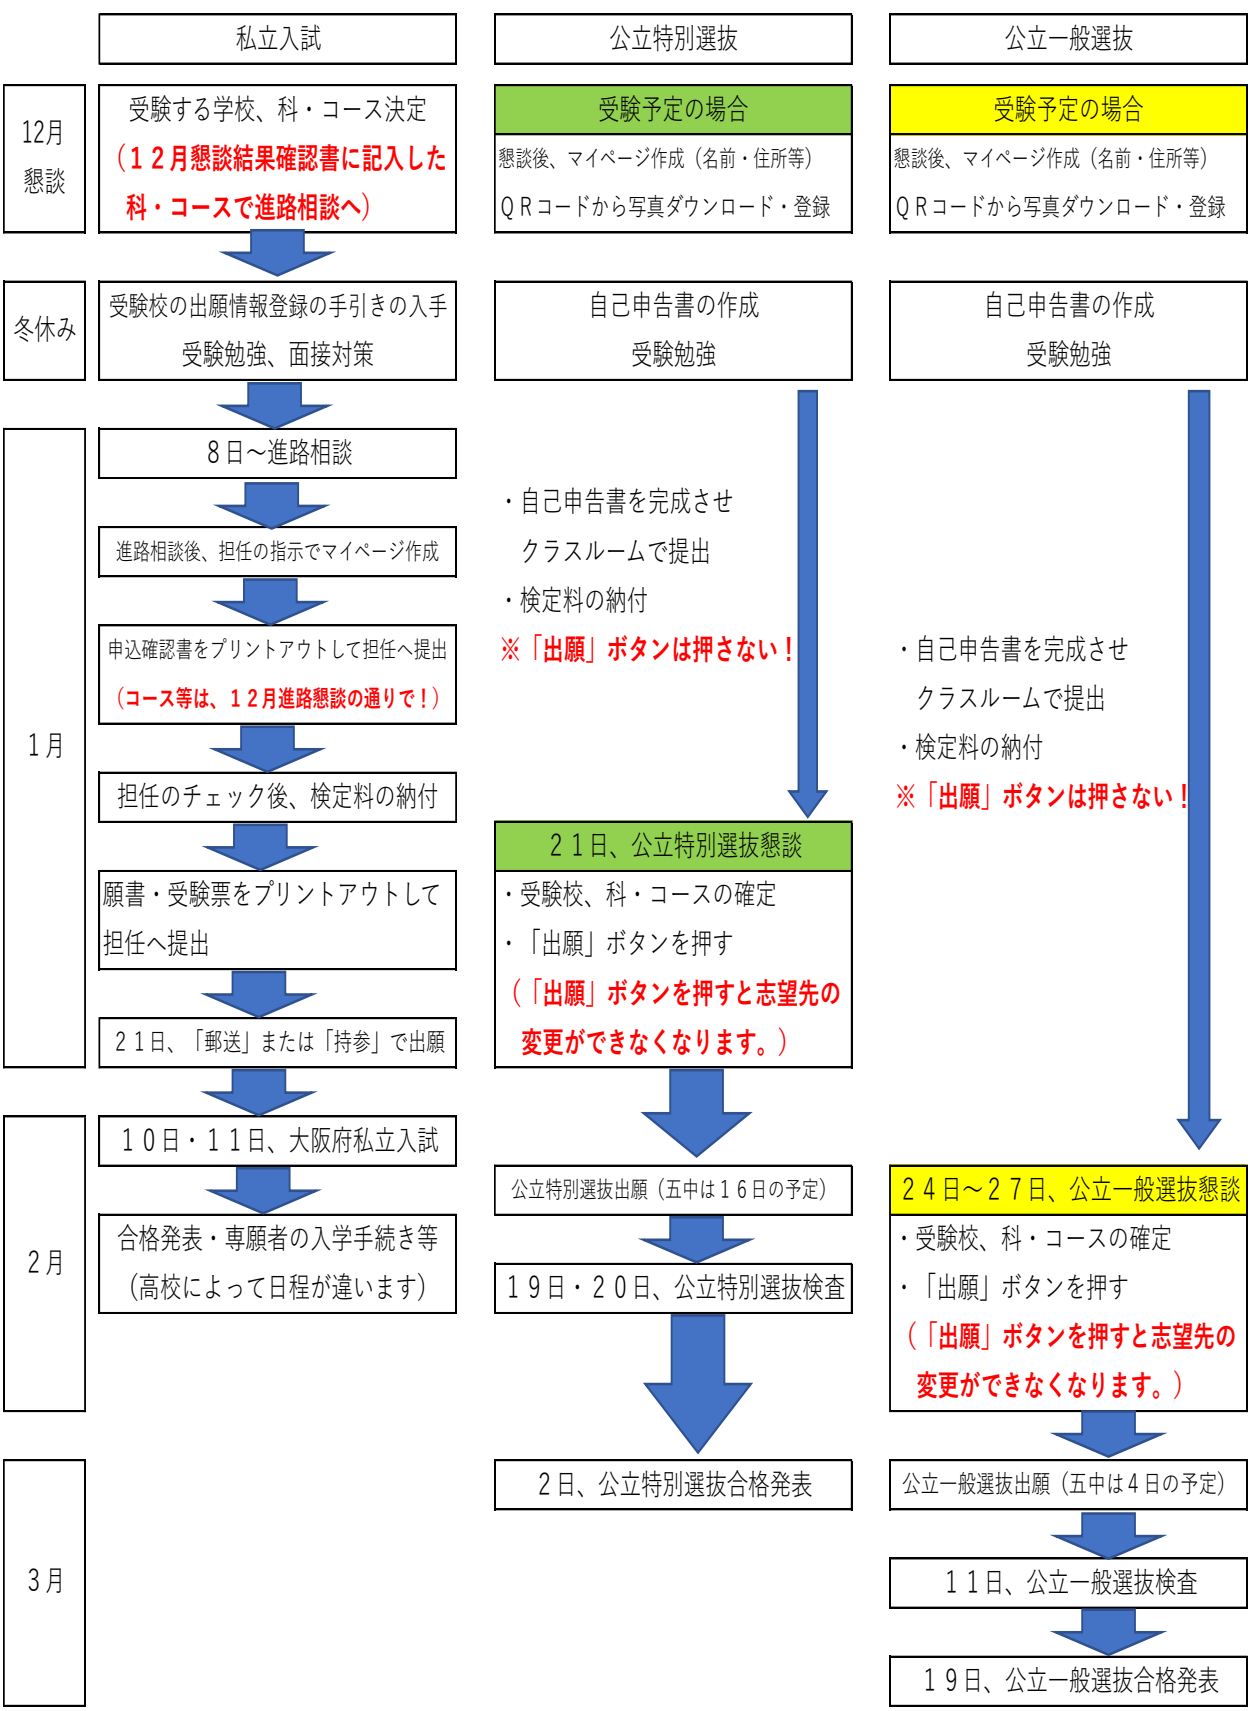 私立入試
公立特別選抜
公立一般選抜
12月
懇談
受験する学校、科・コース決定
（１２月懇談結果確認書に記入した
科・コースで進路相談へ）
受験予定の場合
懇談後、マイページ作成（名前・住所等）
ＱＲコードから写真ダウンロード・登録
受験予定の場合
懇談後、マイページ作成（名前・住所等）
ＱＲコードから写真ダウンロード・登録
冬休み
受験校の出願情報登録の手引きの入手
受験勉強、面接対策
自己申告書の作成
受験勉強
自己申告書の作成
受験勉強
１月
８日～進路相談
進路相談後、担任の指示でマイページ作成
申込確認書をプリントアウトして担任へ提出
（コース等は、１２月進路懇談の通りで！）
担任のチェック後、検定料の納付
願書・受験票をプリントアウトして
担任へ提出
２１日、「郵送」または「持参」で出願
・自己申告書を完成させ
クラスルームで提出
・検定料の納付
※「出願」ボタンは押さない！
２１日、公立特別選抜懇談
・受験校、科・コースの確定
・「出願」ボタンを押す
（「出願」ボタンを押すと志望先の
変更ができなくなります。）
・自己申告書を完成させ
クラスルームで提出
・検定料の納付
※「出願」ボタンは押さない！
２月
１０日・１１日、大阪府私立入試
合格発表・専願者の入学手続き等
（高校によって日程が違います）
公立特別選抜出願（五中は１６日の予定）
１９日・２０日、公立特別選抜検査
２４日～２７日、公立一般選抜懇談
・受験校、科・コースの確定
・「出願」ボタンを押す
（「出願」ボタンを押すと志望先の
変更ができなくなります。）
３月
２日、公立特別選抜合格発表
公立一般選抜出願（五中は４日の予定）
１１日、公立一般選抜検査
１９日、公立一般選抜合格発表